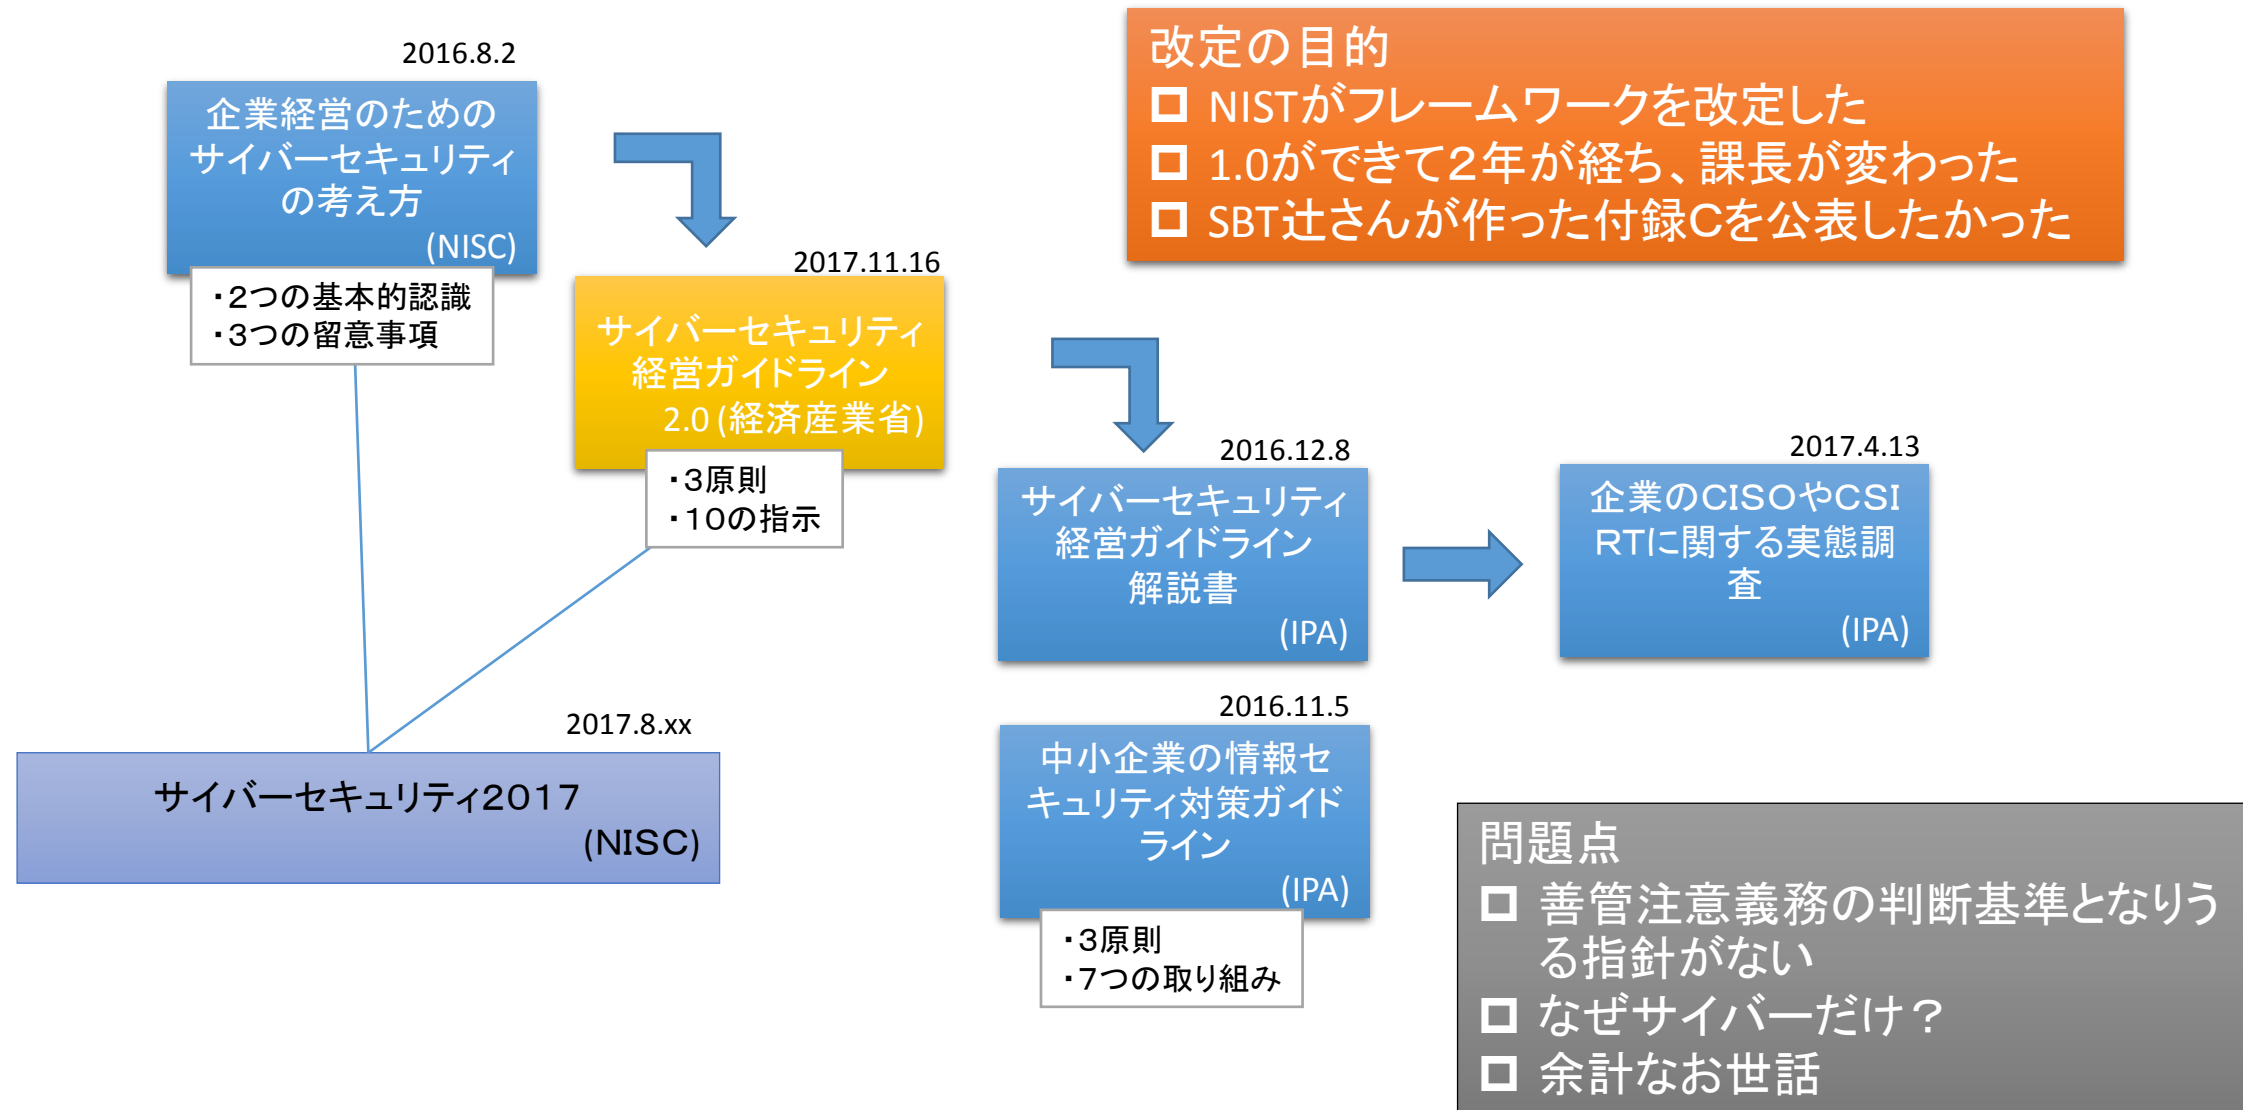 2016.8.2
企業経営のための
サイバーセキュリティ
の考え方
(NISC)
・２つの基本的認識
・３つの留意事項
2017.11.16
サイバーセキュリティ
経営ガイドライン
2.0 (経済産業省)
・３原則
・１０の指示
改定の目的
NISTがフレームワークを改定した
1.0ができて２年が経ち、課長が変わった
SBT辻さんが作った付録Ｃを公表したかった
2016.12.8
サイバーセキュリティ
経営ガイドライン
解説書
(IPA)
2017.4.13
企業のＣＩＳＯやＣＳＩ
ＲＴに関する実態調
査
(IPA)
2017.8.xx
サイバーセキュリティ２０１７
(ＮＩＳＣ)
2016.11.5
中小企業の情報セ
キュリティ対策ガイド
ライン
(IPA)
・３原則
・７つの取り組み
問題点
善管注意義務の判断基準となりう
る指針がない
なぜサイバーだけ？
余計なお世話